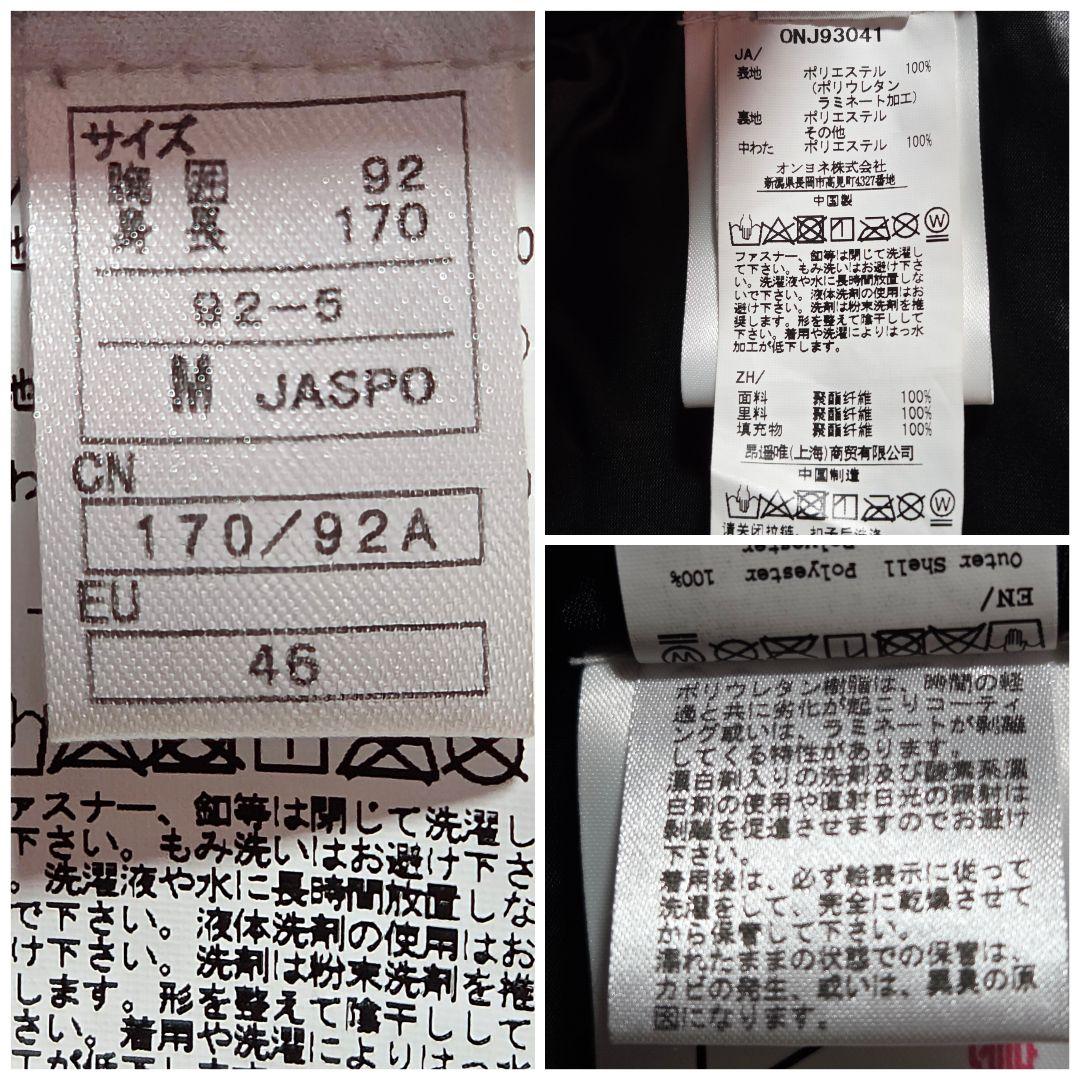 サイズ
胸囲 92
身長 170
92-5
M JASPO
CN
170/92A
EU
46
ァスナー、釦等は閉じて洗濯し
下さい。もみ洗いはお避け下さ
。洗濯液や水に長時間放置しな
で下さい。液体洗剤の使用はお
け下さい。洗剤は粉末洗剤を推
します。形を整えて陰干しして
さい。着用や洗濯によりはっ水
工が低下します
ONJ93041
JA/
表地 ポリエステル 100%
(ポリウレタン
ラミネート加工)
裏地 ポリエステル
その他
中わた ポリエステル 100%
オンヨネ株式会社
新潟県長岡市高見町4327番地
中国製
ファスナー、釦等は閉じて洗濯し
て下さい。もみ洗いはお避け下さ
い。洗濯液や水に長時間放置しな
いで下さい。液体洗剤の使用はお
避け下さい。洗剤は粉末洗剤を推
奨します。形を整えて陰干しして
下さい。着用や洗濯によりはっ水
加工が低下します。
ZH/
面料 聚酯纤维 100%
里料 聚酯纤维 100%
填充物 聚酯纤维 100%
昂遥唯(上海)商贸有限公司
中国制造
请关闭拉链、扣子后洗涤
EN/
Outer Shell Polyester 100%
Polyester
ポリウレタン樹脂は、時間の経
過と共に劣化が起こりコーティ
ング或いは、ラミネートが剥離
してくる特性があります。
漂白剤入りの洗剤及び酸素系漂
白剤の使用や直射日光の照射は
剥離を促進させますのでお避け
下さい。
着用後は、必ず絵表示に従って
洗濯をして、完全に乾燥させて
から保管して下さい。
濡れたままの状態での保管は、
カビの発生、或いは、異臭の原
因になります。